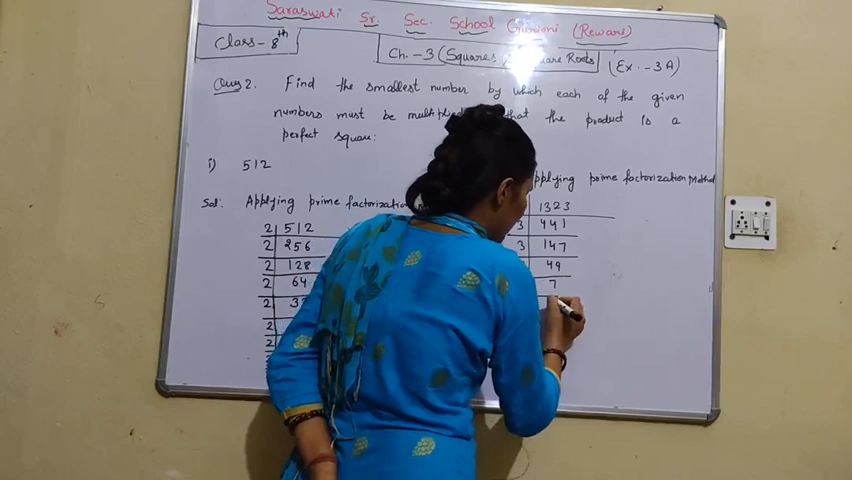 Saraswati Sr. Sec. School Gurdani (Rewari)
Class - 8th
Ch. - 3 (Squares Square Roots)
(Ex. - 3A)
Ques 2. Find the smallest number by which each of the given
numbers must be that the product is a
perfect square:
i) 512
Sol: Applying prime factorization
2 512
2 256
2 128
2 64
2
2
2
applying prime factorization Method
1323
3 441
3 147
49
7